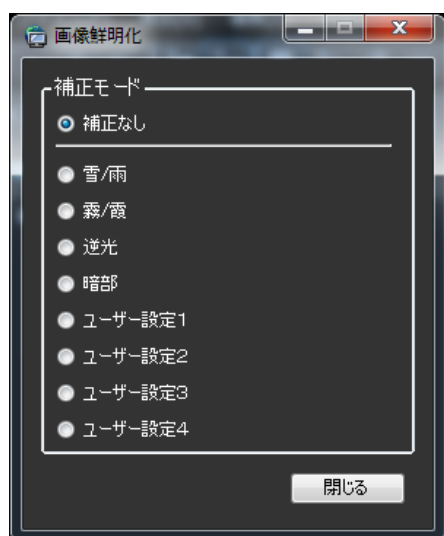 画像鮮明化
補正モード
補正なし
雪/雨
霧/霞
逆光
暗部
ユーザー設定1
ユーザー設定2
ユーザー設定3
ユーザー設定4
閉じる